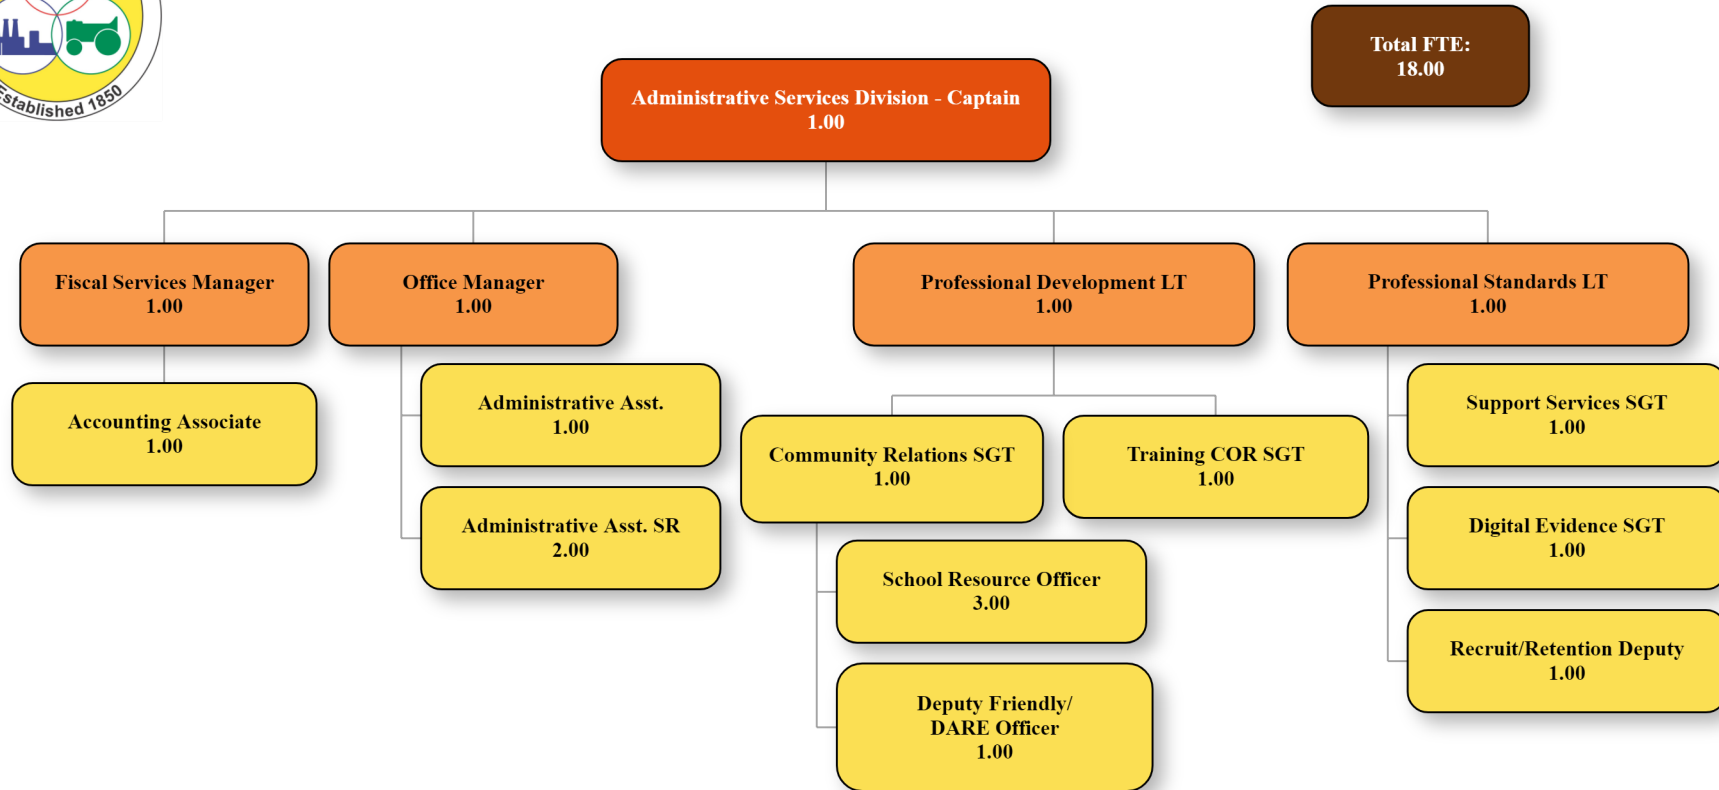 Established 1850
Total FTE:
18.00
Administrative Services Division - Captain
1.00
Fiscal Services Manager
1.00
Office Manager
1.00
Professional Development LT
1.00
Professional Standards LT
1.00
Accounting Associate
1.00
Administrative Asst.
1.00
Administrative Asst. SR
2.00
Community Relations SGT
1.00
Training COR SGT
1.00
School Resource Officer
3.00
Deputy Friendly/
DARE Officer
1.00
Support Services SGT
1.00
Digital Evidence SGT
1.00
Recruit/Retention Deputy
1.00